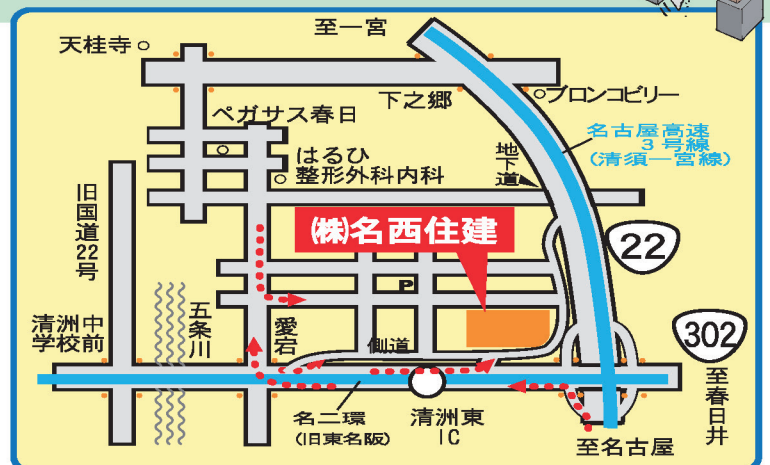 至一宮
天桂寺
下之郷
ブロンコビリー
ペガサス春日
名古屋高速
3号線
(清須一宮線)
地下道
はるひ
整形外科内科
旧国道22号
(株)名西住建
22
P
302
清洲中
学校前
五条川
愛宕
側道
至春日井
名二環
(旧東名阪)
清洲東
IC
至名古屋